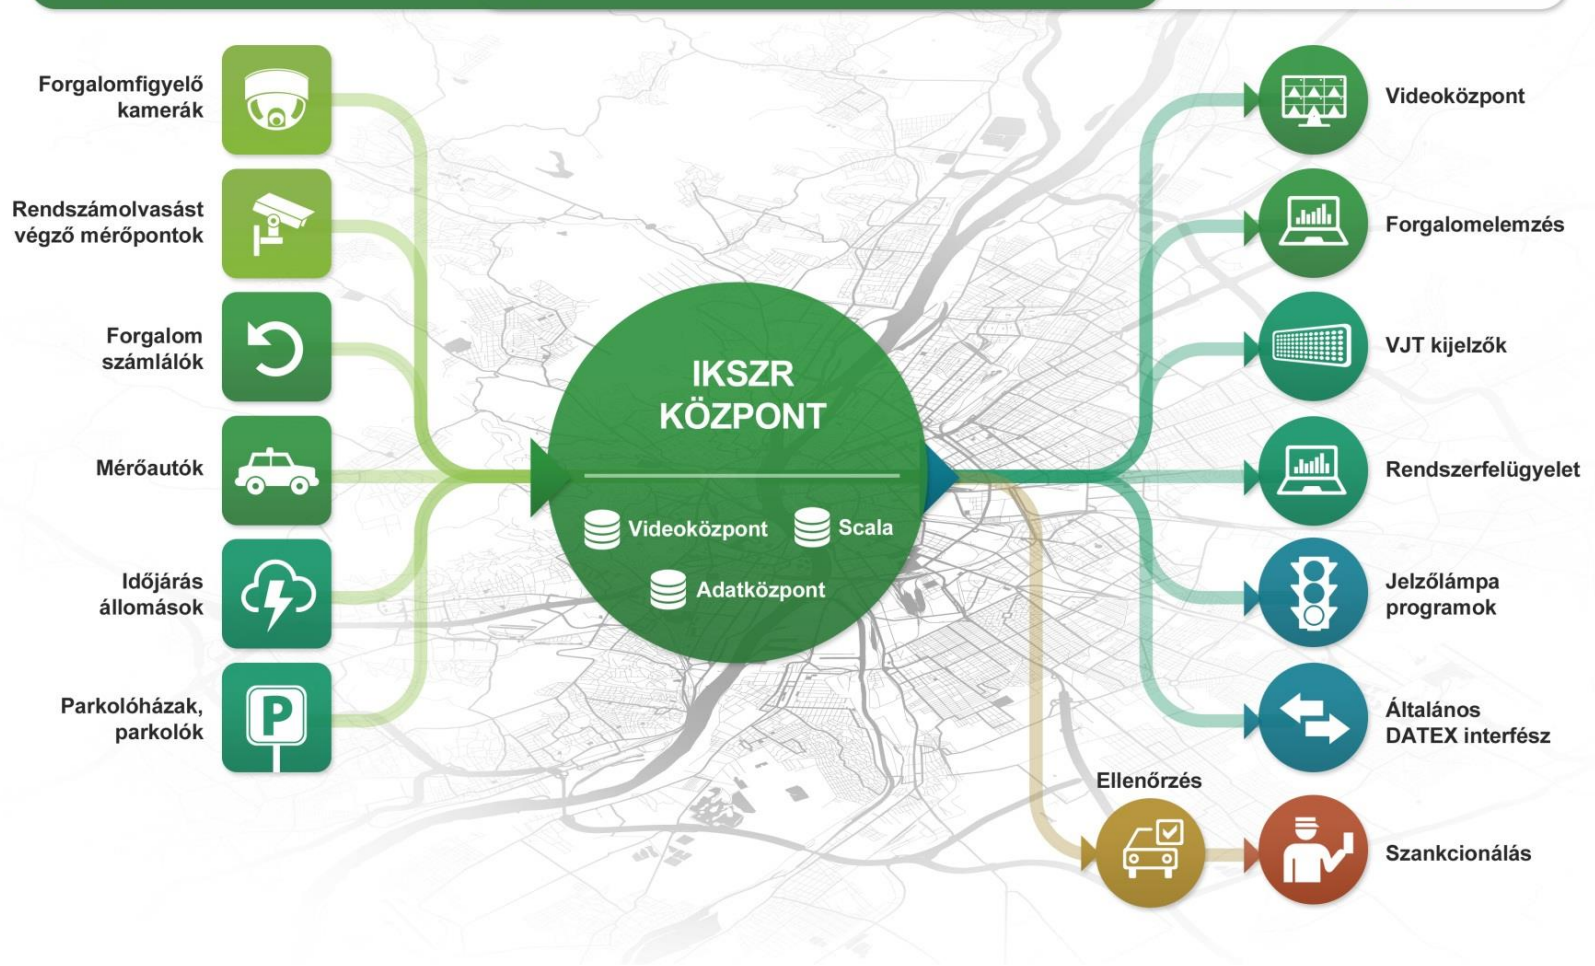 Forgalomfigyelő
kamerák
Rendszámolvasást
végző mérőpontok
Forgalom
számlálók
Mérőautók
Időjárás
állomások
Parkolóházak,
parkolók
P
IKSZR
KÖZPONT
Videoközpont
Scala
Adatközpont
Videoközpont
Forgalomelemzés
VJT kijelzők
Rendszerfelügyelet
Jelzőlámpa
programok
Általános
DATEX interfész
Ellenőrzés
Szankcionálás